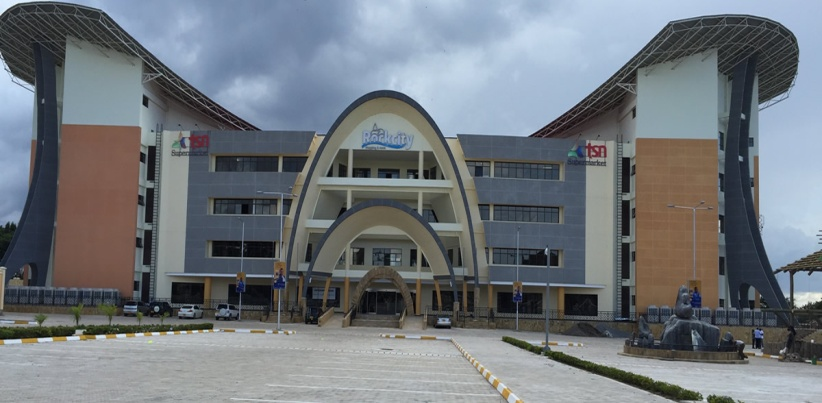 tsn
Supermarket
Rock city
tsn
Supermarket